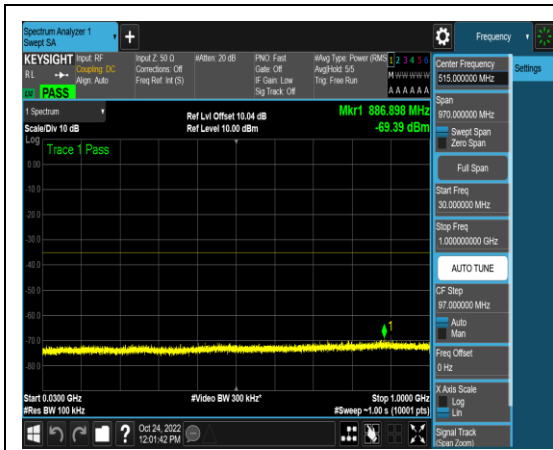 Spectrum Analyzer 1
Swept SA
+
Frequency
KEYSIGHT
RL
PASS
Input: RF
Coupling: DC
Align: Auto
Input Z: 50 Ω
Corrections: Off
Freq Ref: Int (S)
#Atten: 20 dB
PNO: Fast
Gate: Off
IF Gain: Low
Sig Track: Off
#Avg Type: Power (RMS
Avg|Hold: 5/5
Trig: Free Run
1 2 3 4 5 6
M W W W W W
A A A A A A
1 Spectrum
Scale/Div 10 dB
Ref Lvl Offset 10.04 dB
Ref Level 10.00 dBm
Mkr1 886.898 MHz
-69.39 dBm
Log
Trace 1 Pass
0.00
-10.0
-20.0
-30.0
-40.0
-50.0
-60.0
-70.0
-80.0
1
Start 0.0300 GHz
#Res BW 100 kHz
#Video BW 300 kHz*
Stop 1.0000 GHz
#Sweep ~1.00 s (10001 pts)
Center Frequency
515.000000 MHz
Settings
Span
970.000000 MHz
Swept Span
Zero Span
Full Span
Start Freq
30.000000 MHz
Stop Freq
1.000000000 GHz
AUTO TUNE
CF Step
97.000000 MHz
Auto
Man
Freq Offset
0 Hz
X Axis Scale
Log
Lin
Signal Track
(Span Zoom)
?
Oct 24, 2022
12:01:42 PM